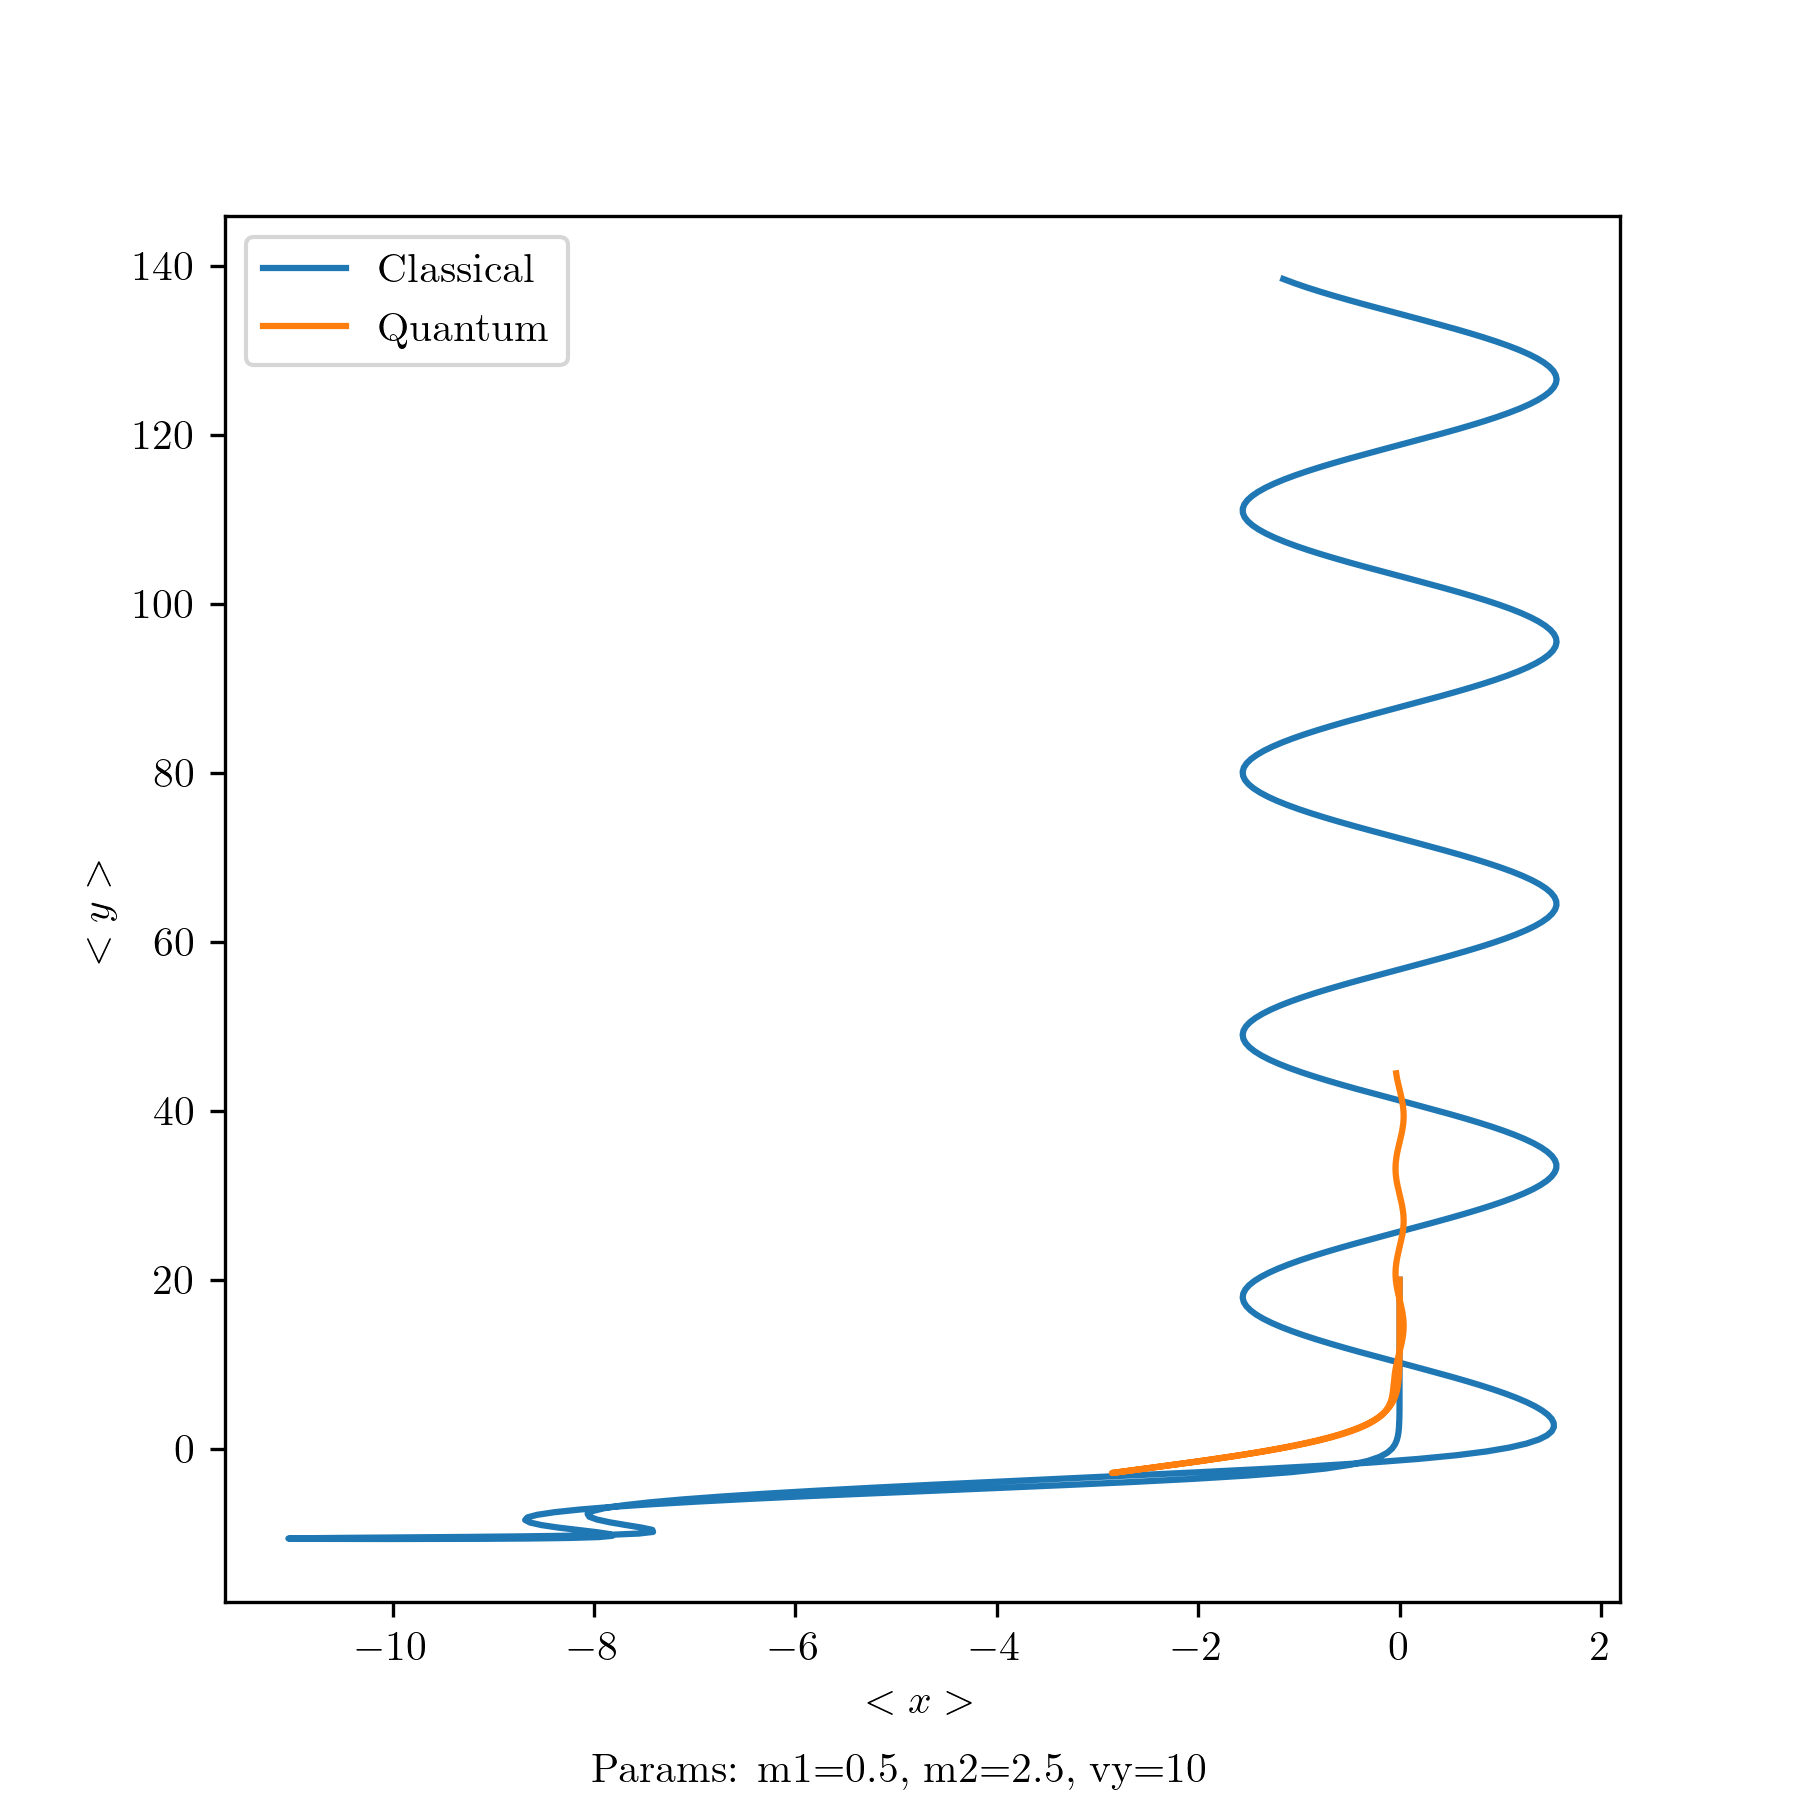 Classical
Quantum
140
120
100
80
60
40
20
0
< y >
−10 −8 −6 −4 −2 0 2
< x >
Params: m1=0.5, m2=2.5, vy=10